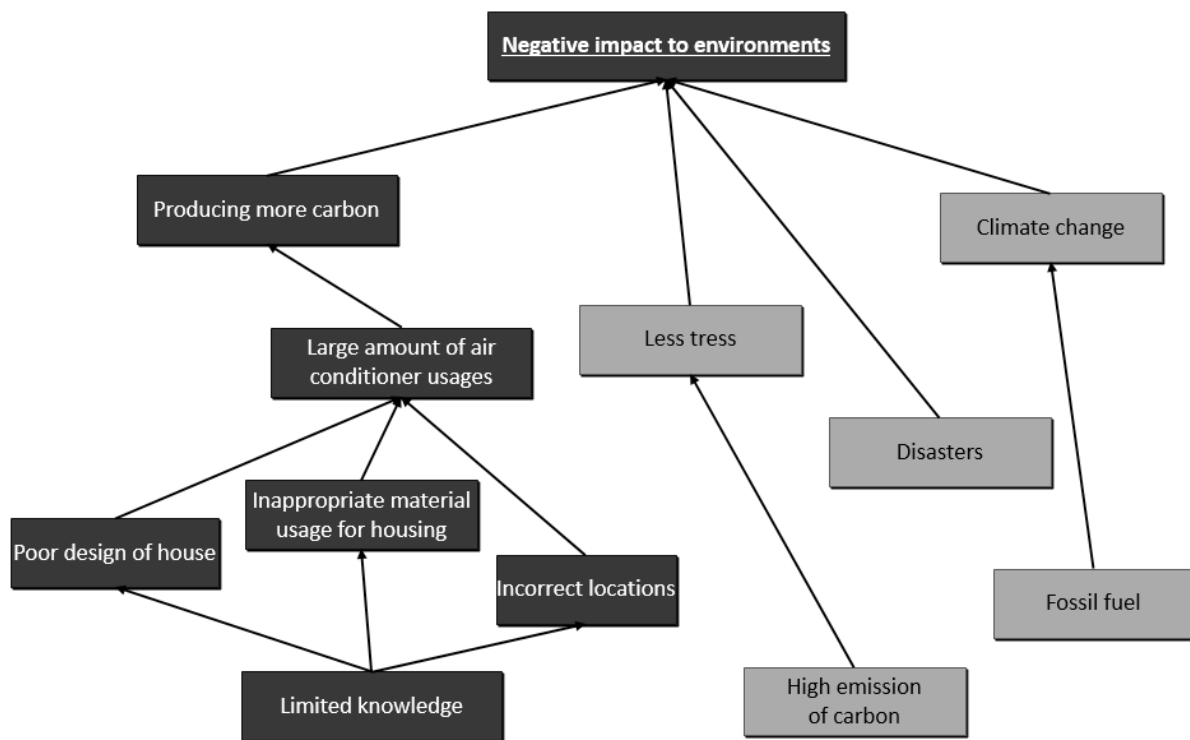 Negative impact to environments
Producing more carbon
Climate change
Large amount of air
conditioner usages
Less tress
Disasters
Inappropriate material
usage for housing
Poor design of house
Incorrect locations
Fossil fuel
Limited knowledge
High emission
of carbon